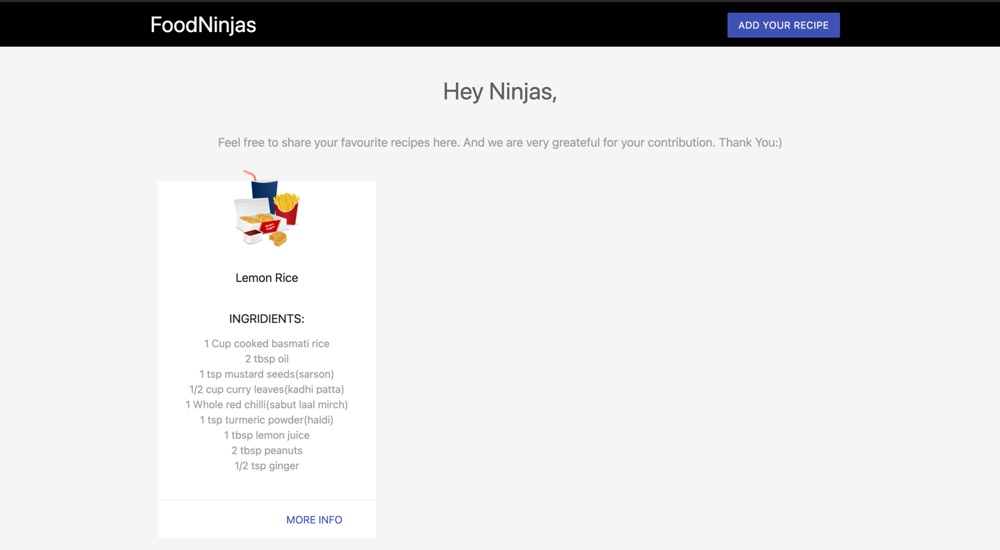 FoodNinjas
ADD YOUR RECIPE
Hey Ninjas,
Feel free to share your favourite recipes here. And we are very greateful for your contribution. Thank You:)
Lemon Rice
INGRIDIENTS:
1 Cup cooked basmati rice
2 tbsp oil
1 tsp mustard seeds(sarson)
1/2 cup curry leaves(kadhi patta)
1 Whole red chilli(sabut laal mirch)
1 tsp turmeric powder(haldi)
1 tbsp lemon juice
2 tbsp peanuts
1/2 tsp ginger
MORE INFO